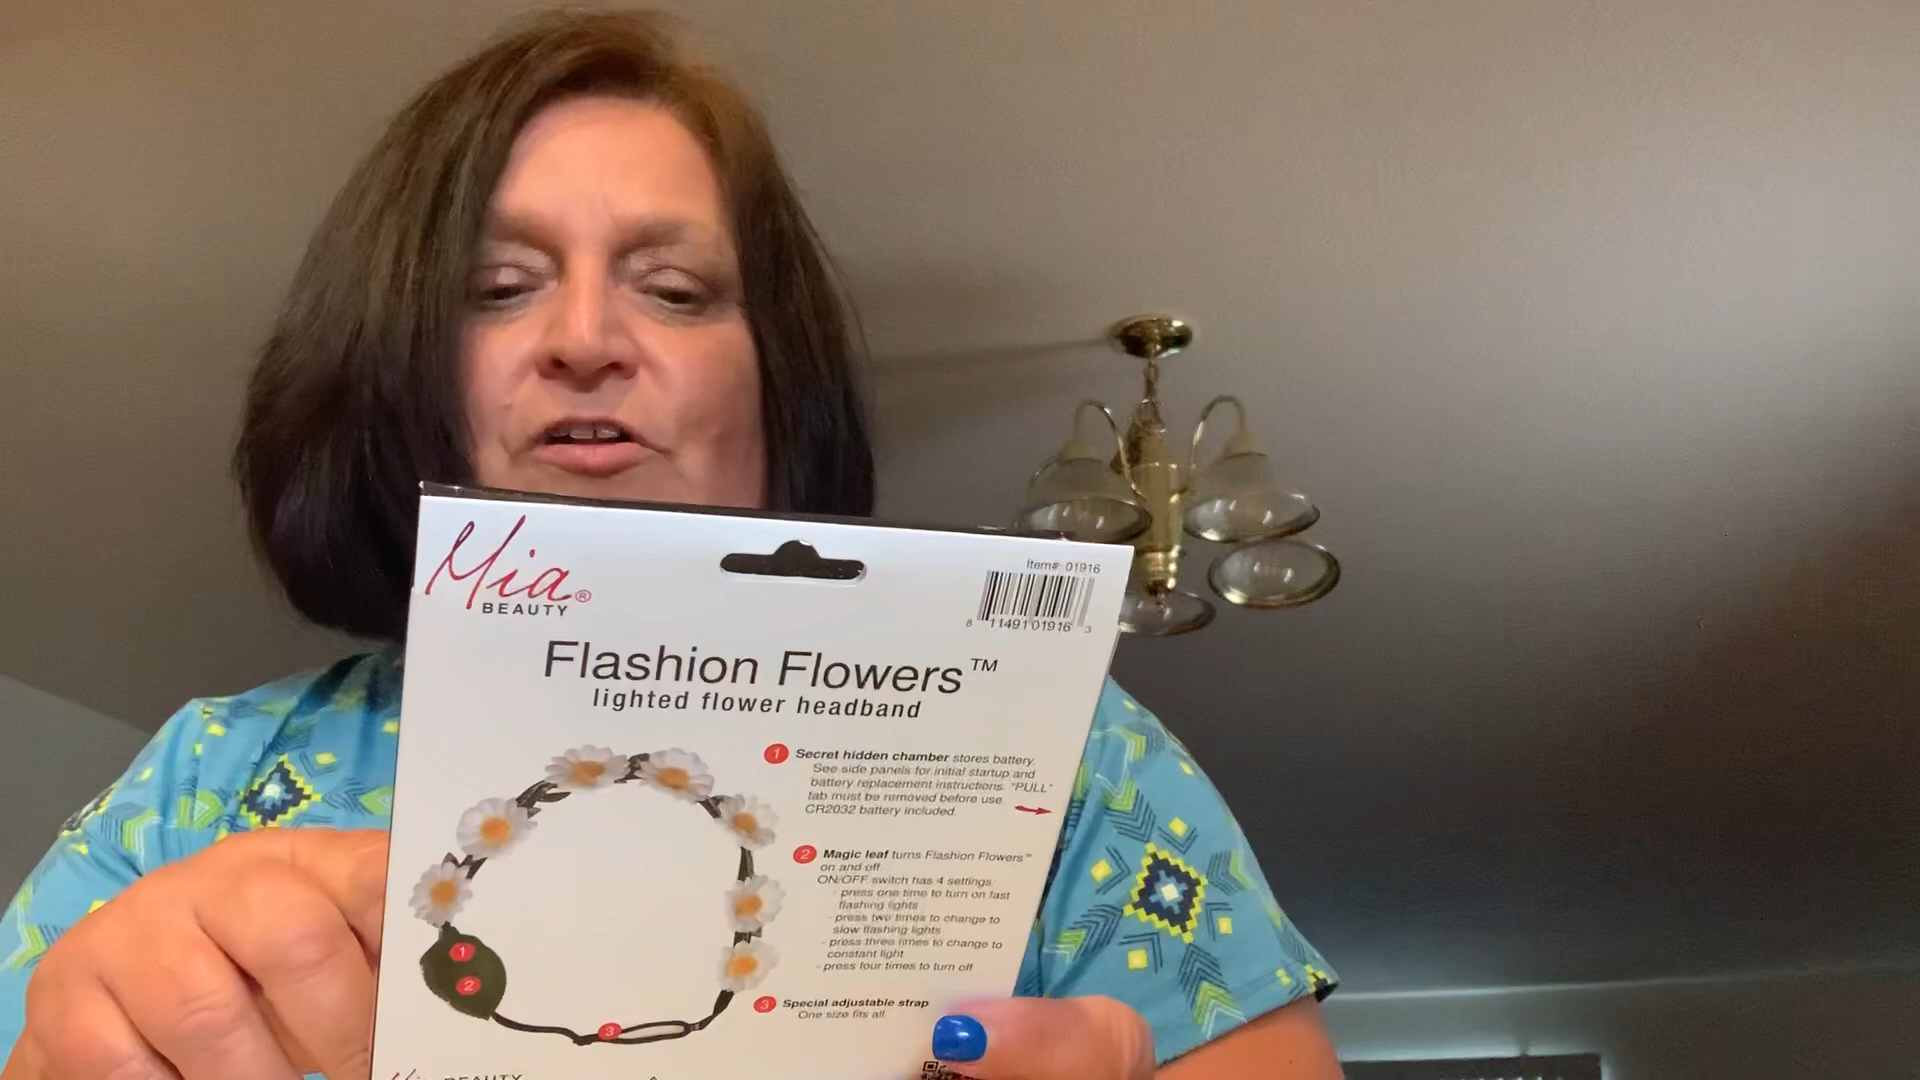 Mia®
BEAUTY
Item#: 01916
8 11491 01916 3
Flashion Flowers™
lighted flower headband
1 Secret hidden chamber stores battery.
See side panels for initial startup and
battery replacement instructions. "PULL"
tab must be removed before use.
CR2032 battery included.
2 Magic leaf turns Flashion Flowers™
on and off
ON/OFF switch has 4 settings:
- press one time to turn on fast
flashing lights
- press two times to change to
slow flashing lights
- press three times to change to
constant light
- press four times to turn off
3 Special adjustable strap
One size fits all
1
2
3
Mia BEAUTY